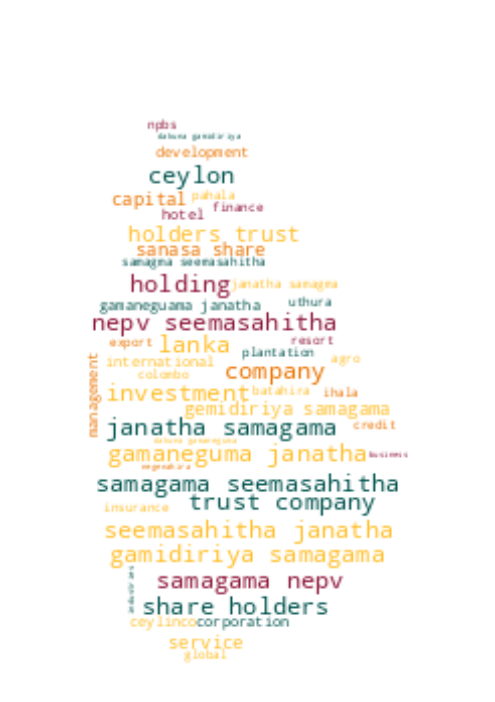 npbs
dakuna gamidiriya
development
ceylon
capital pahala
hotel finance
holders trust
sanasa share
samagma seemasahitha
holding janatha samagma
gamaneguama janatha uthura
nepv seemasahitha
export lanka resort
plantation
international agro
colombo company
management
investment batahira ihala
gemidiriya samagama
janatha samagama credit
dakuna gamaneguma
gamaneguma janatha business
negenahira
samagama seemasahitha
trust company
insurance
seemasahitha janatha
gamidiriya samagama
samagama nepv
share holders
ceylinco corporation
service
global